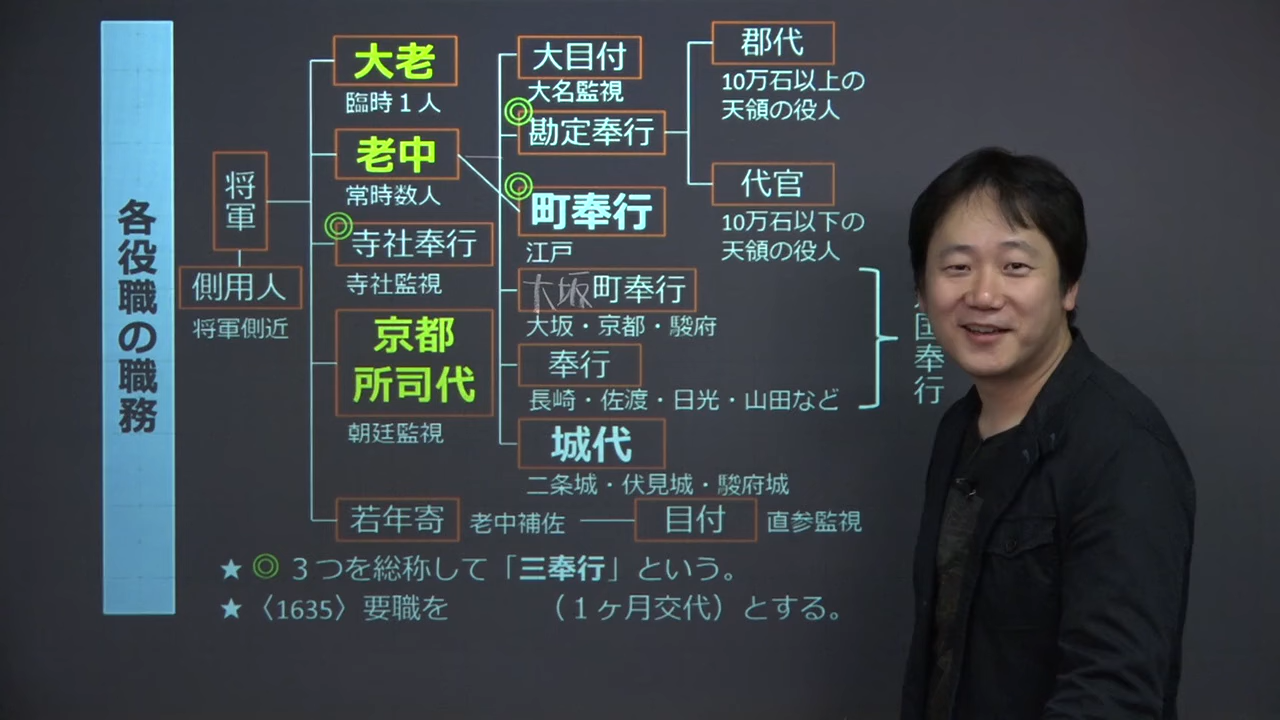 各役職の職務
将軍
側用人
将軍側近
大老
臨時１人
老中
常時数人
◎寺社奉行
寺社監視
京都
所司代
朝廷監視
若年寄 老中補佐
目付 直参監視
大目付
大名監視
◎勘定奉行
◎町奉行
江戸
大坂町奉行
大坂・京都・駿府
奉行
長崎・佐渡・日光・山田など
城代
二条城・伏見城・駿府城
郡代
10万石以上の
天領の役人
代官
10万石以下の
天領の役人
国奉行
★ ◎ ３つを総称して「三奉行」という。
★〈1635〉要職を （１ヶ月交代）とする。